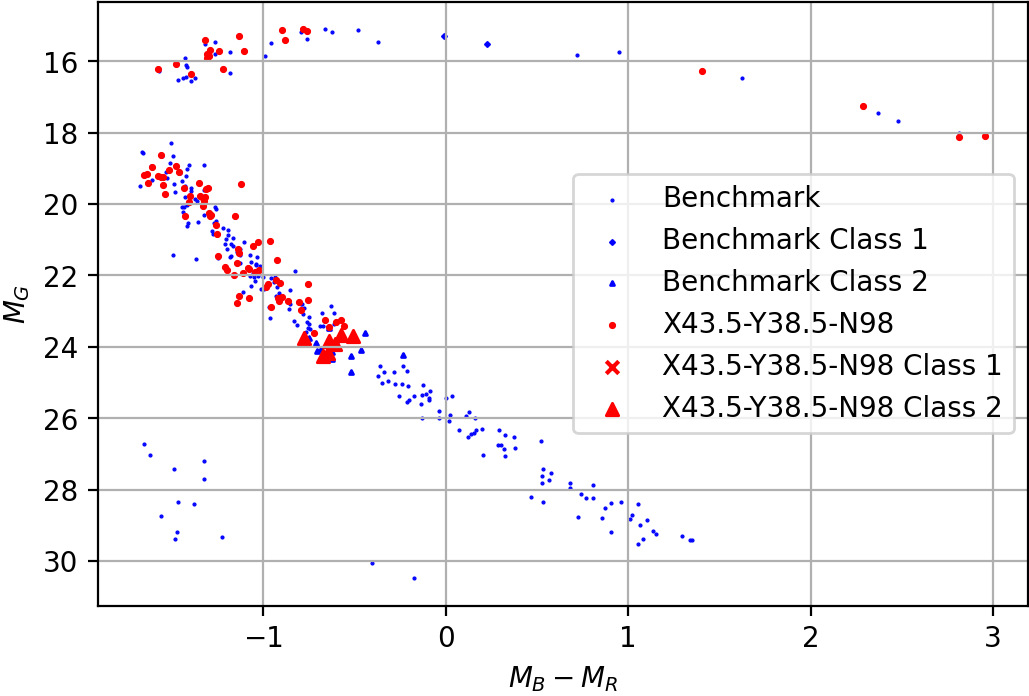 16
18
20
22
24
26
28
30
M_G
−1
0
1
2
3
M_B − M_R
Benchmark
Benchmark Class 1
Benchmark Class 2
X43.5-Y38.5-N98
X43.5-Y38.5-N98 Class 1
X43.5-Y38.5-N98 Class 2